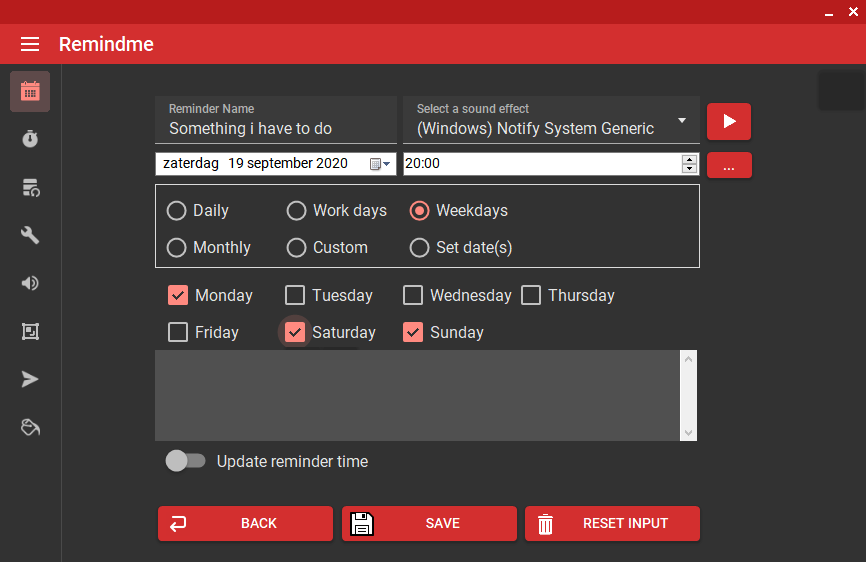 Remindme
Reminder Name
Something i have to do
Select a sound effect
(Windows) Notify System Generic
zaterdag 19 september 2020
20:00
...
Daily Work days Weekdays
Monthly Custom Set date(s)
Monday Tuesday Wednesday Thursday
Friday Saturday Sunday
Update reminder time
BACK SAVE RESET INPUT